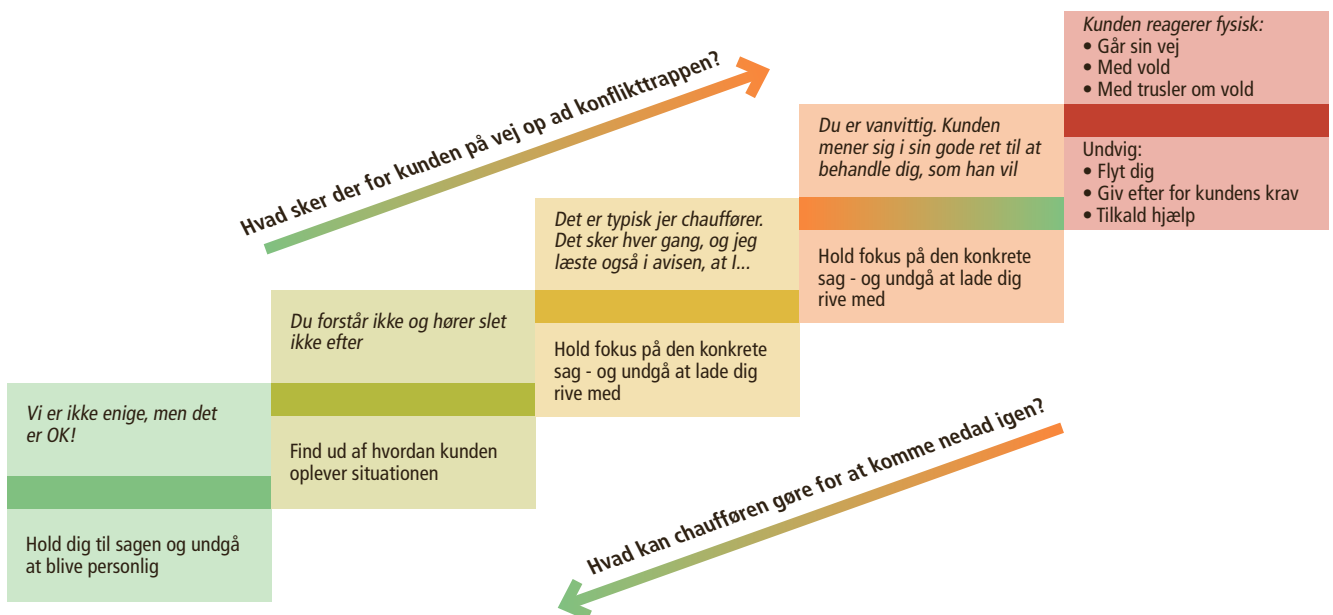 Hvad sker der for kunden på vej op ad konflikttrappen?
Vi er ikke enige, men det
er OK!
Hold dig til sagen og undgå
at blive personlig
Du forstår ikke og hører slet
ikke efter
Find ud af hvordan kunden
oplever situationen
Det er typisk jer chauffører.
Det sker hver gang, og jeg
læste også i avisen, at I...
Hold fokus på den konkrete
sag - og undgå at lade dig
rive med
Du er vanvittig. Kunden
mener sig i sin gode ret til at
behandle dig, som han vil
Hold fokus på den konkrete
sag - og undgå at lade dig
rive med
Kunden reagerer fysisk:
• Går sin vej
• Med vold
• Med trusler om vold
Undvig:
• Flyt dig
• Giv efter for kundens krav
• Tilkald hjælp
Hvad kan chaufføren gøre for at komme nedad igen?